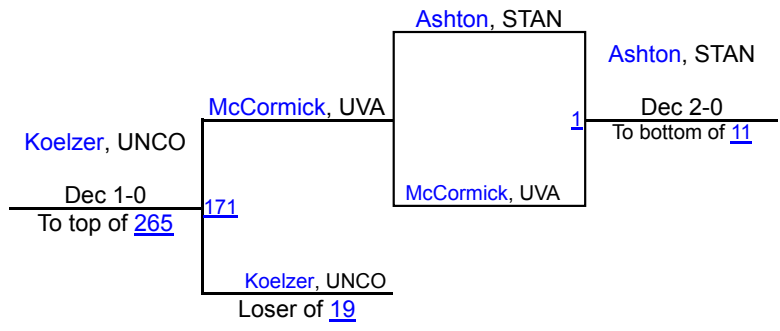 Ashton, STAN
Ashton, STAN
McCormick, UVA
1
Dec 2-0
To bottom of 11
Koelzer, UNCO
Dec 1-0
171
McCormick, UVA
To top of 265
Koelzer, UNCO
Loser of 19